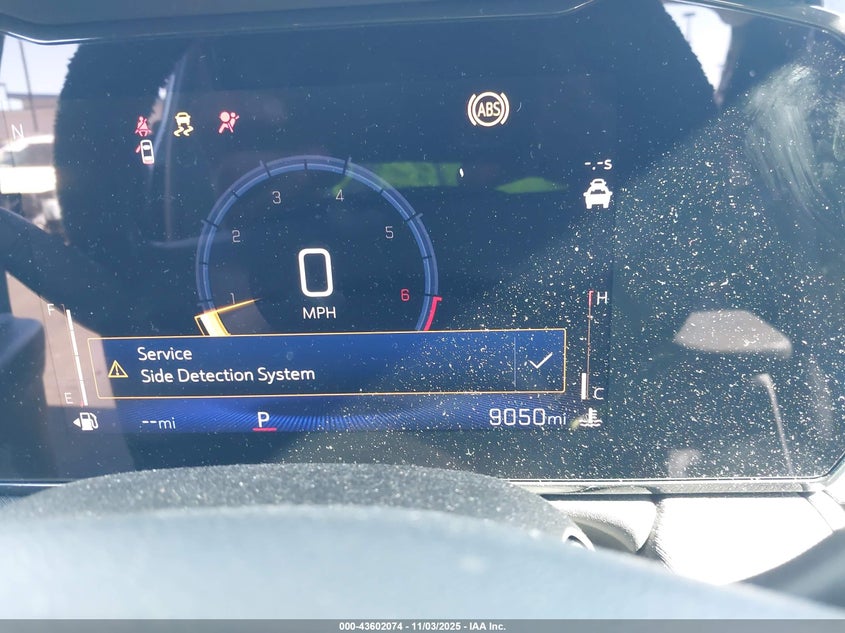 N
ABS
-.-s
3
4
2
5
1
6
0
MPH
F
H
Service
Side Detection System
E
C
--mi
P
9050mi
000-43602074 - 11/03/2025 - IAA Inc.